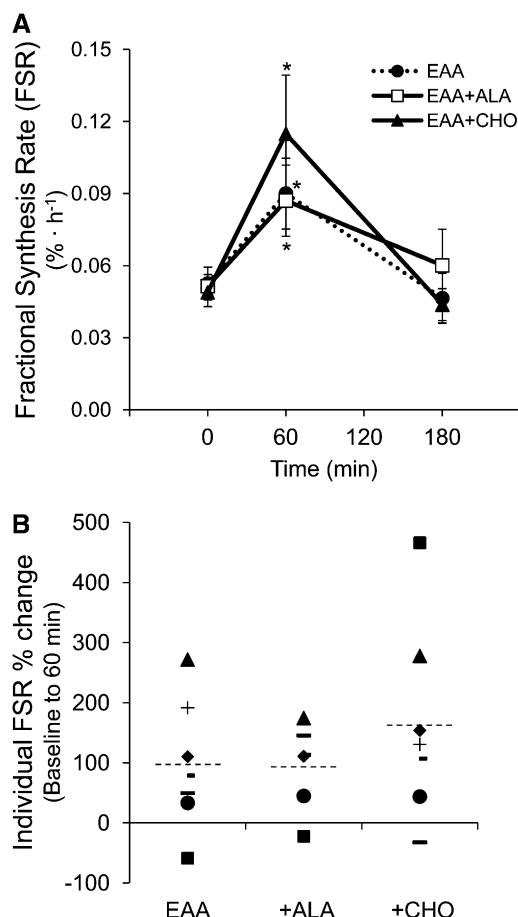 A
Fractional Synthesis Rate (FSR)
(% · h⁻¹)
0.15
0.12
0.09
0.06
0.03
0.00
EAA
EAA+ALA
EAA+CHO
*
*
*
0
60
120
180
Time (min)
B
Individual FSR % change
(Baseline to 60 min)
500
400
300
200
100
0
-100
EAA
+ALA
+CHO